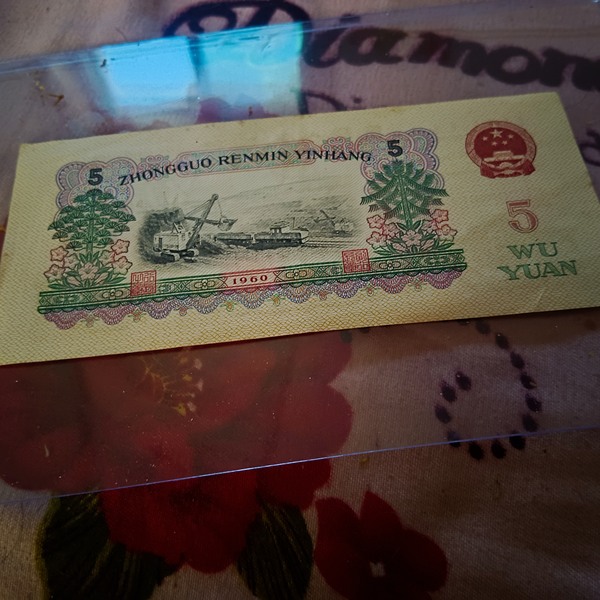 Diamon
5 ZHONGGUO RENMIN YINHANG 5
1960
5
WU
YUAN